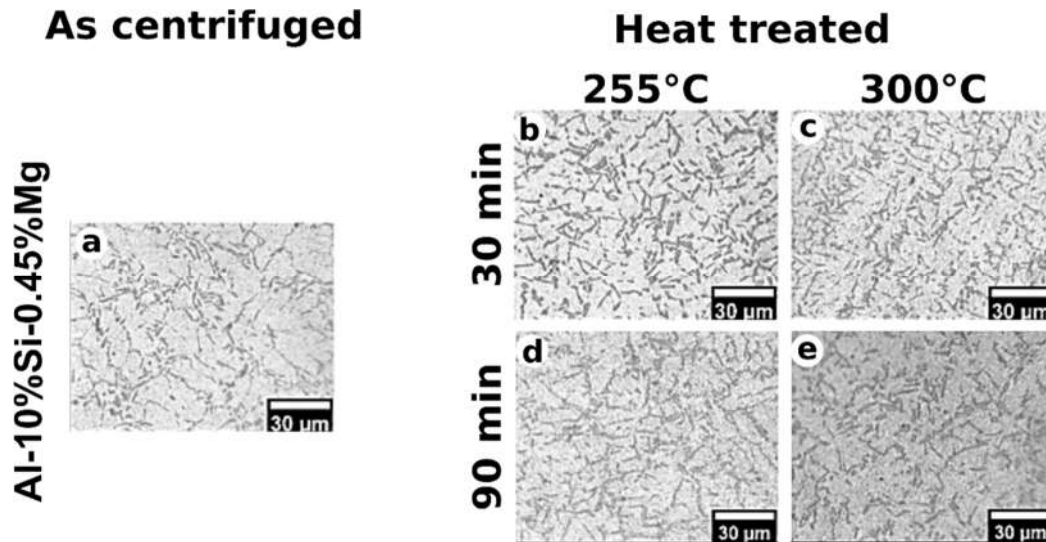 As centrifuged
Heat treated
255°C
300°C
Al-10%Si-0.45%Mg
30 min
90 min
a
30 µm
b
30 µm
c
30 µm
d
30 µm
e
30 µm